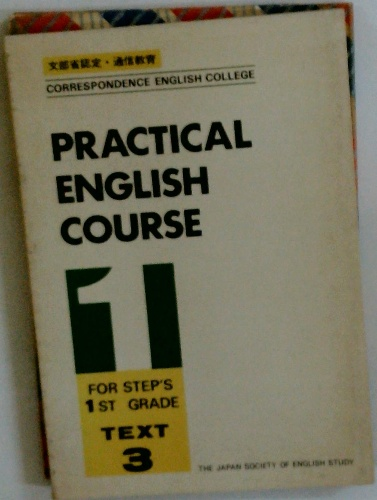 文部省認定・通信教育
CORRESPONDENCE ENGLISH COLLEGE
PRACTICAL
ENGLISH
COURSE
1
FOR STEP'S
1ST GRADE
TEXT
3
THE JAPAN SOCIETY OF ENGLISH STUDY